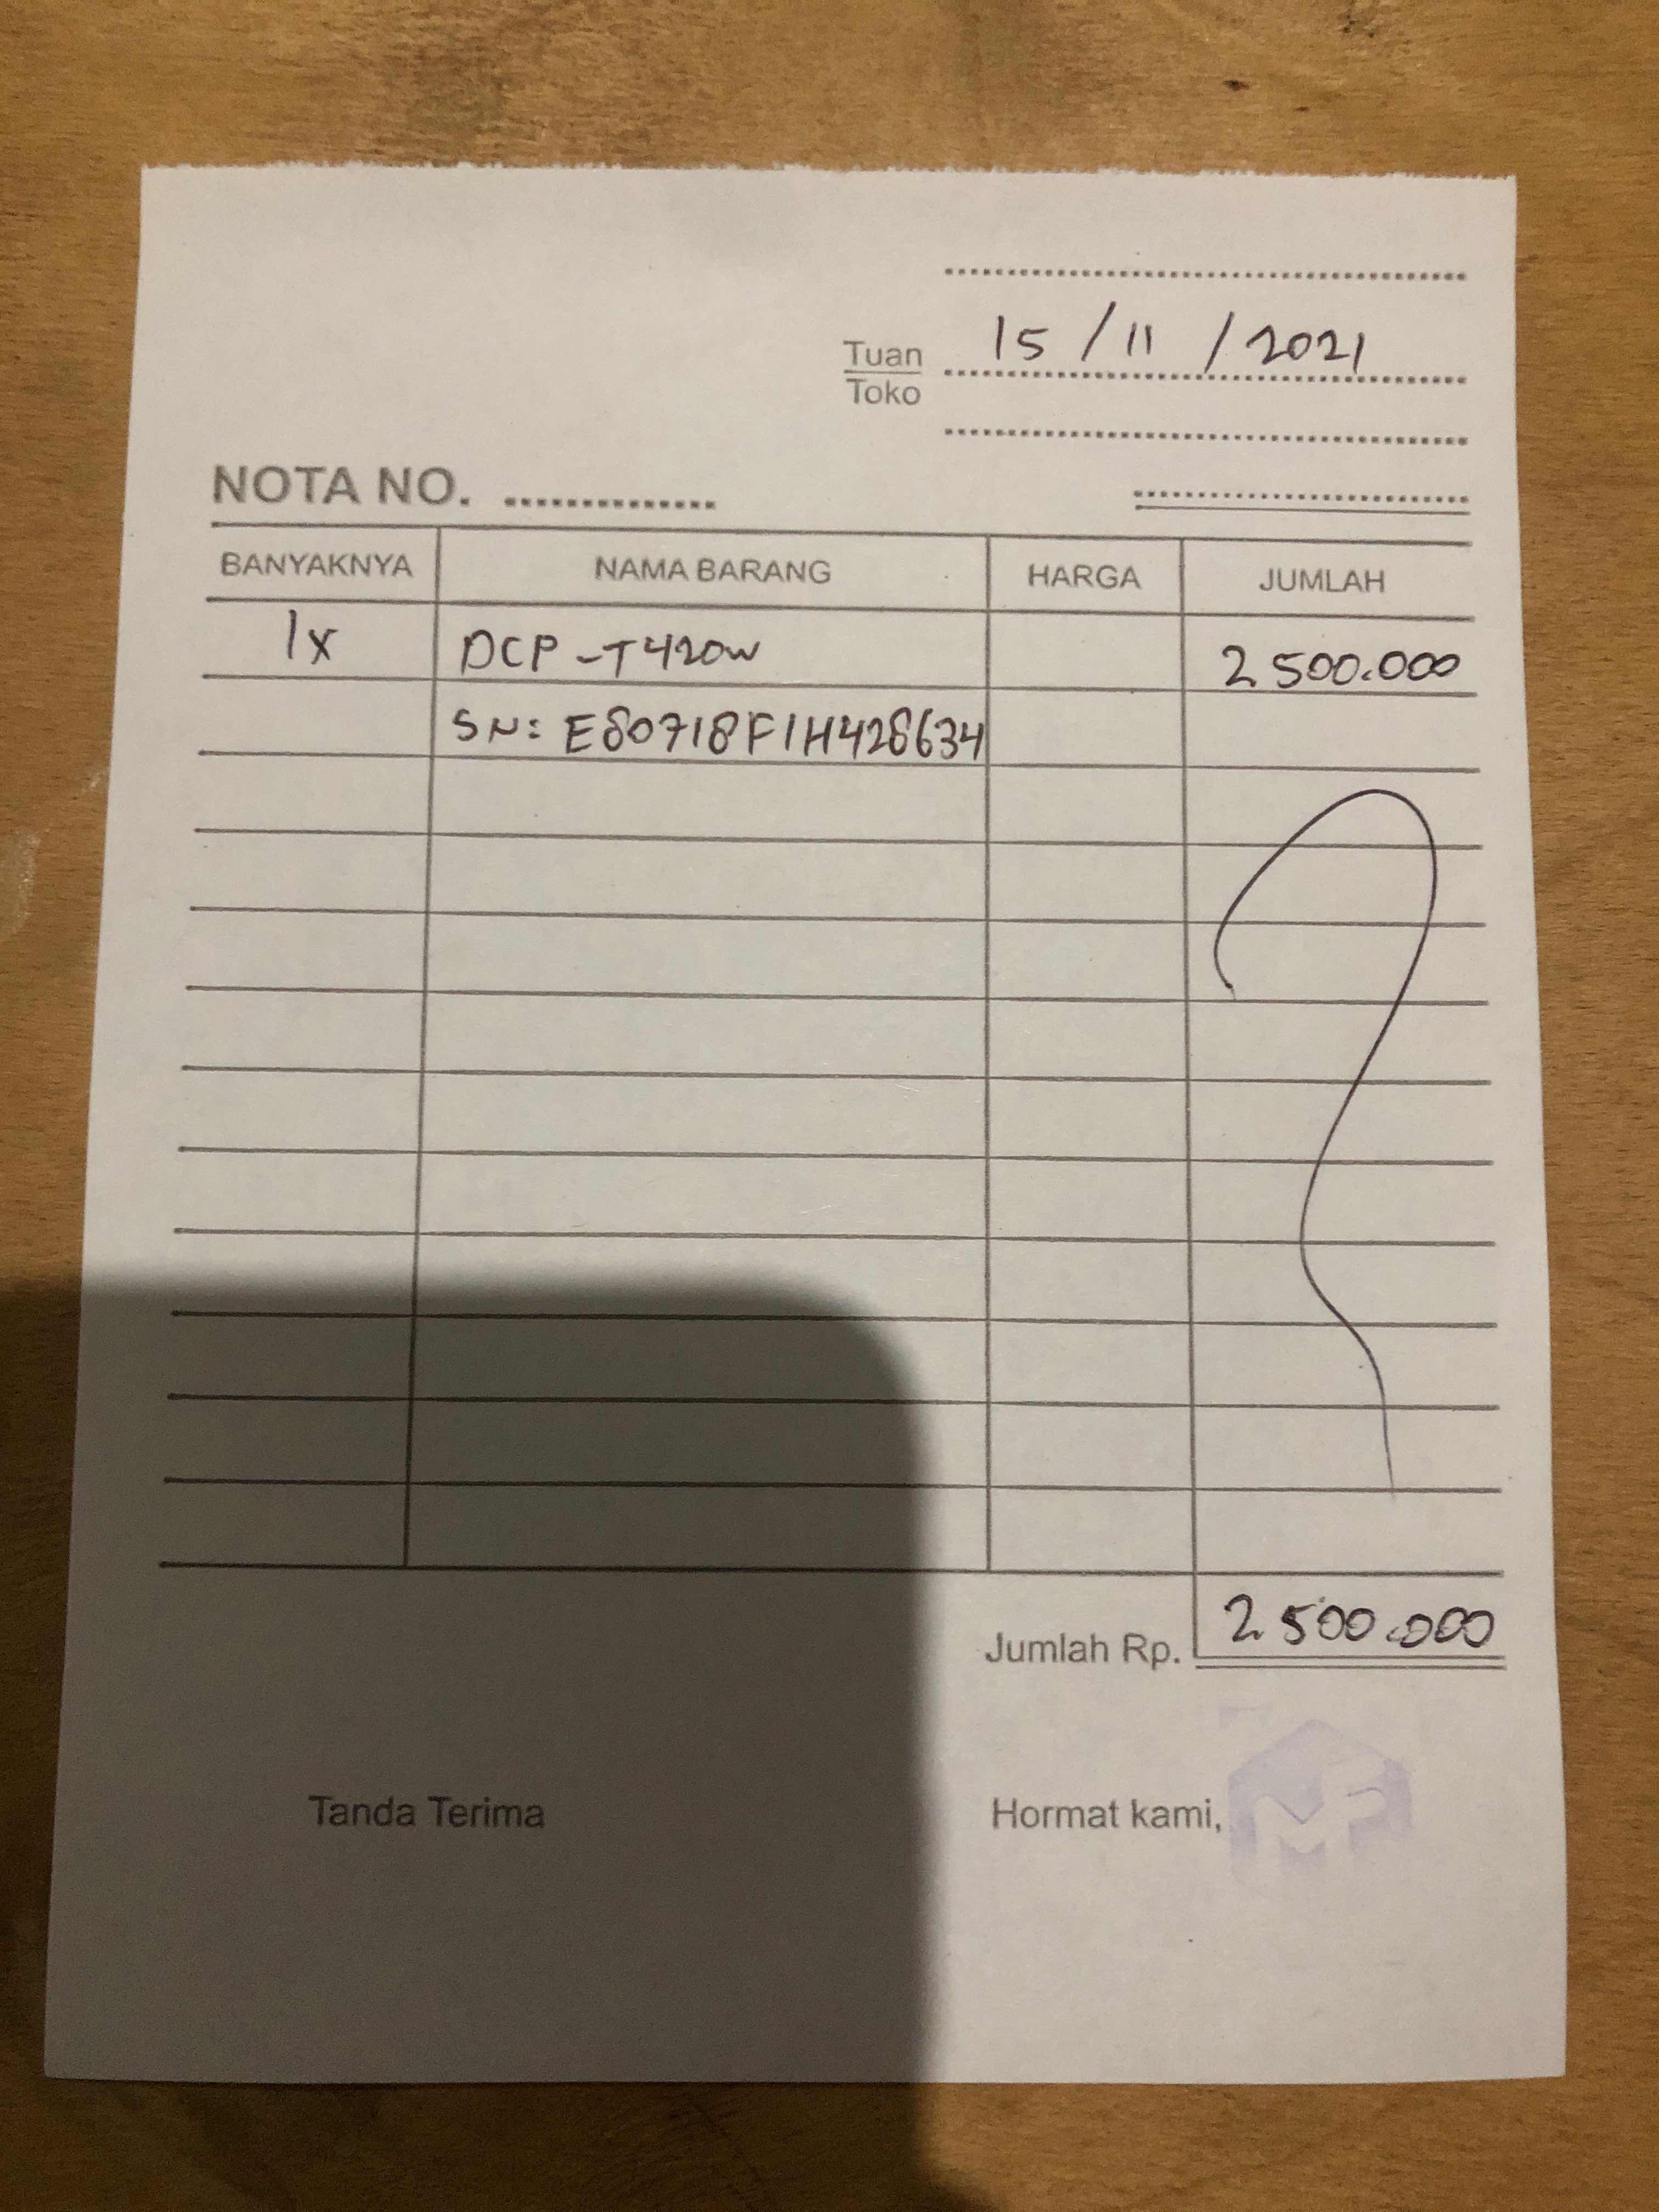 Tuan 15 / 11 / 2021
Toko
NOTA NO. ..............
BANYAKNYA NAMA BARANG HARGA JUMLAH
1x DCP -T420W 2 500.000
SN: E80718F1H428634
Jumlah Rp. 2 500.000
Tanda Terima Hormat kami,
MF